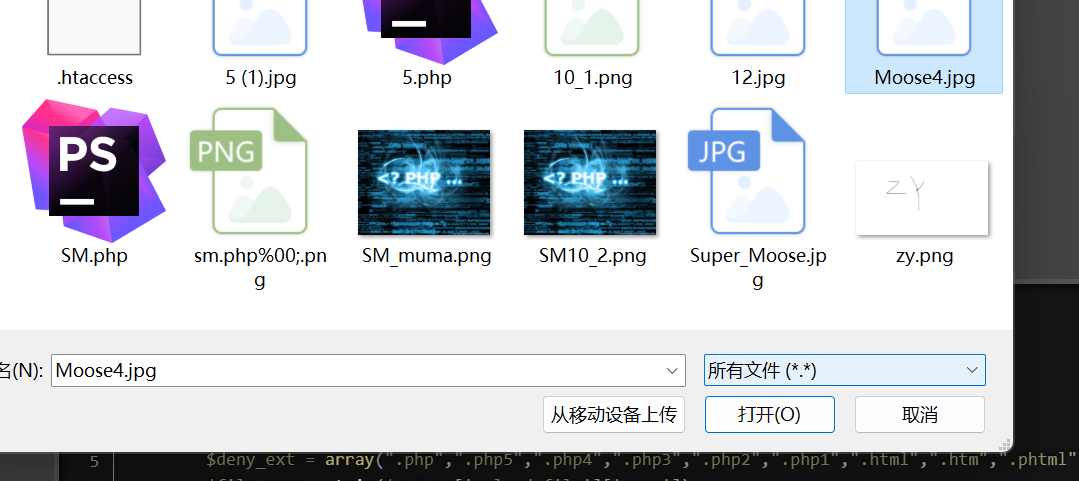 .htaccess
5 (1).jpg
5.php
10_1.png
12.jpg
Moose4.jpg
PS
PNG
<? PHP ...
<? PHP ...
JPG
ZY
SM.php
sm.php%00;.pn
g
SM_muma.png
SM10_2.png
Super_Moose.jp
g
zy.png
名(N):
Moose4.jpg
所有文件 (*.*)
从移动设备上传
打开(O)
取消
5
$deny_ext = array(".php",".php5",".php4",".php3",".php2",".php1",".html",".htm",".phtml"